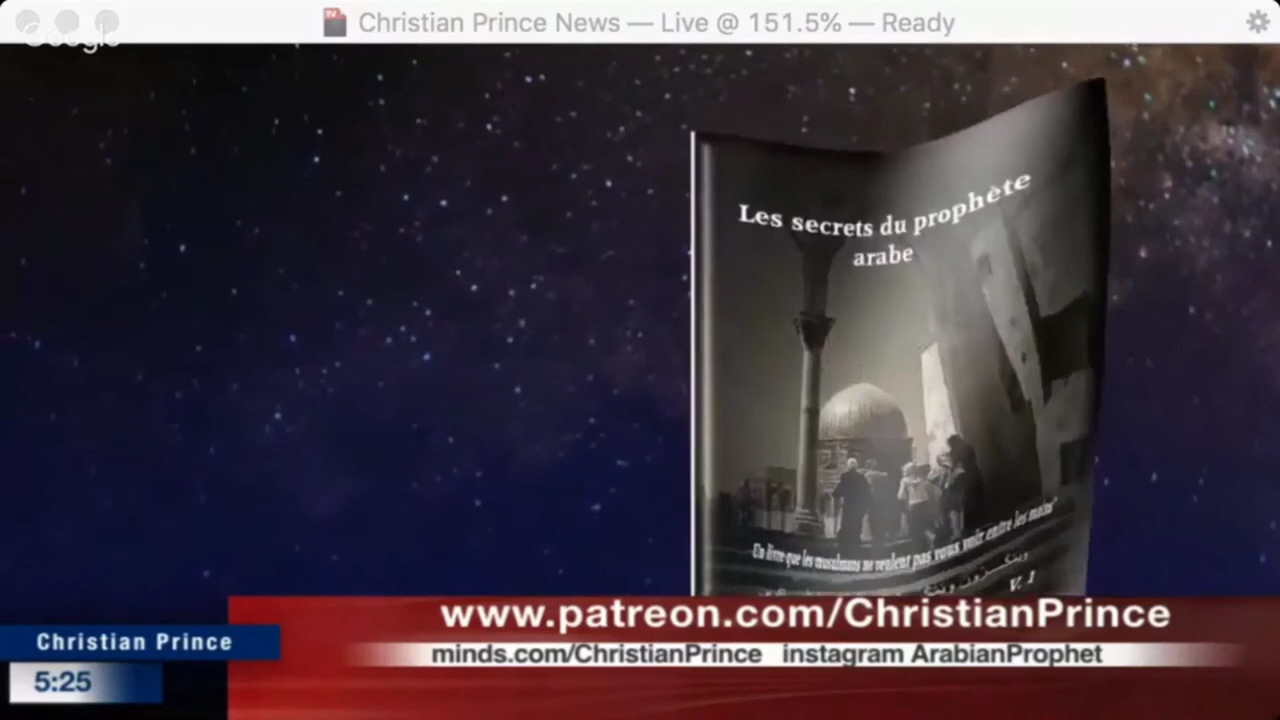 Christian Prince News — Live @ 151.5% — Ready
Google
Les secrets du prophète
arabe
Un livre que les musulmans ne veulent pas vous voir entre les mains"
V. 1
www.patreon.com/ChristianPrince
Christian Prince
minds.com/ChristianPrince instagram ArabianProphet
5:25